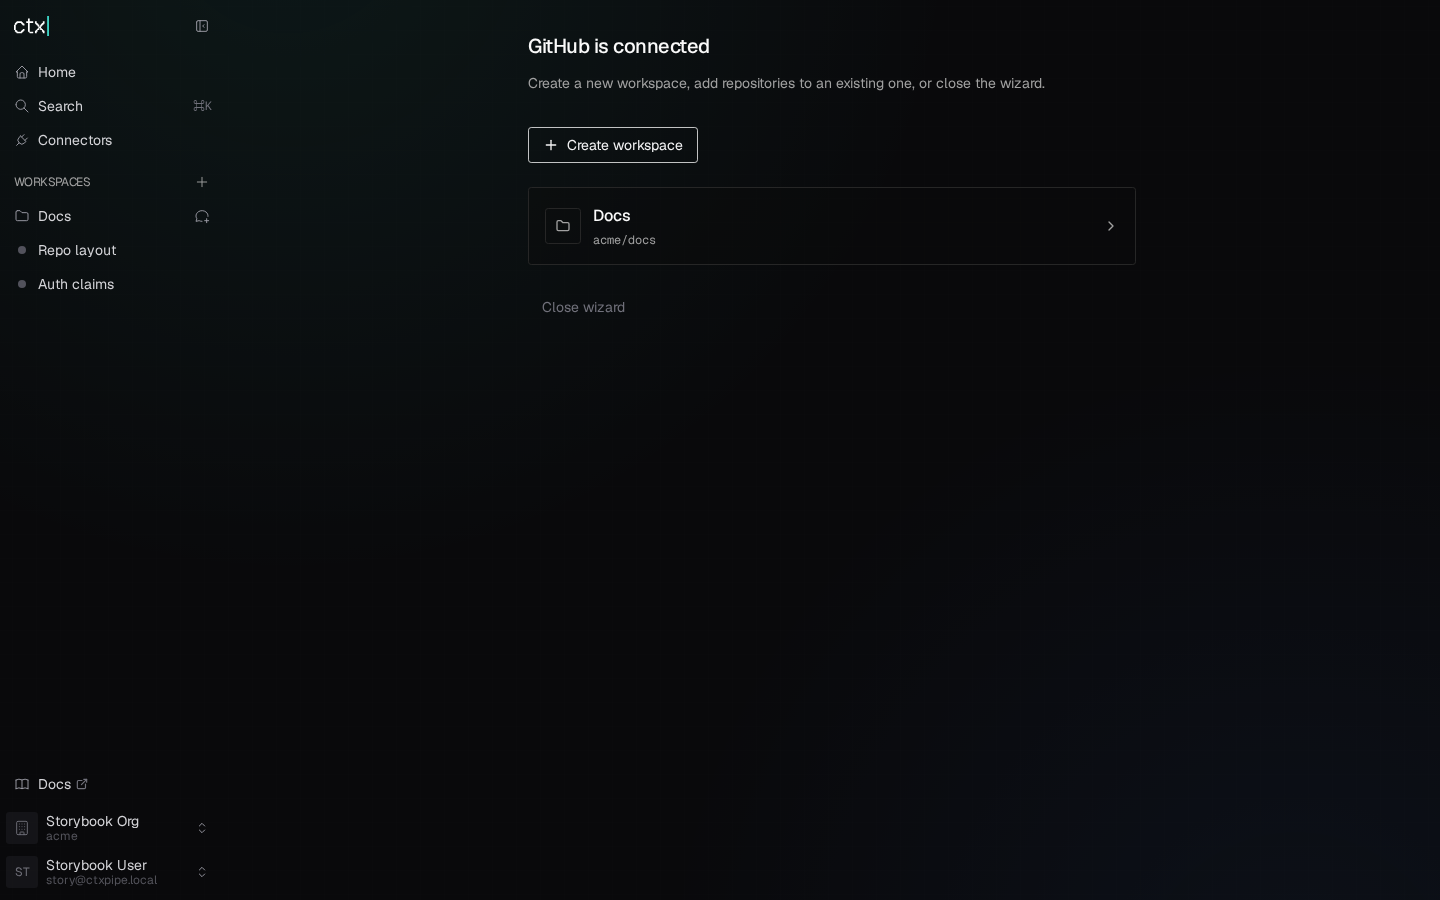 ctx
Home
Search
⌘K
Connectors
WORKSPACES
Docs
Repo layout
Auth claims
GitHub is connected
Create a new workspace, add repositories to an existing one, or close the wizard.
Create workspace
Docs
acme/docs
Close wizard
Docs
Storybook Org
acme
ST
Storybook User
story@ctxpipe.local